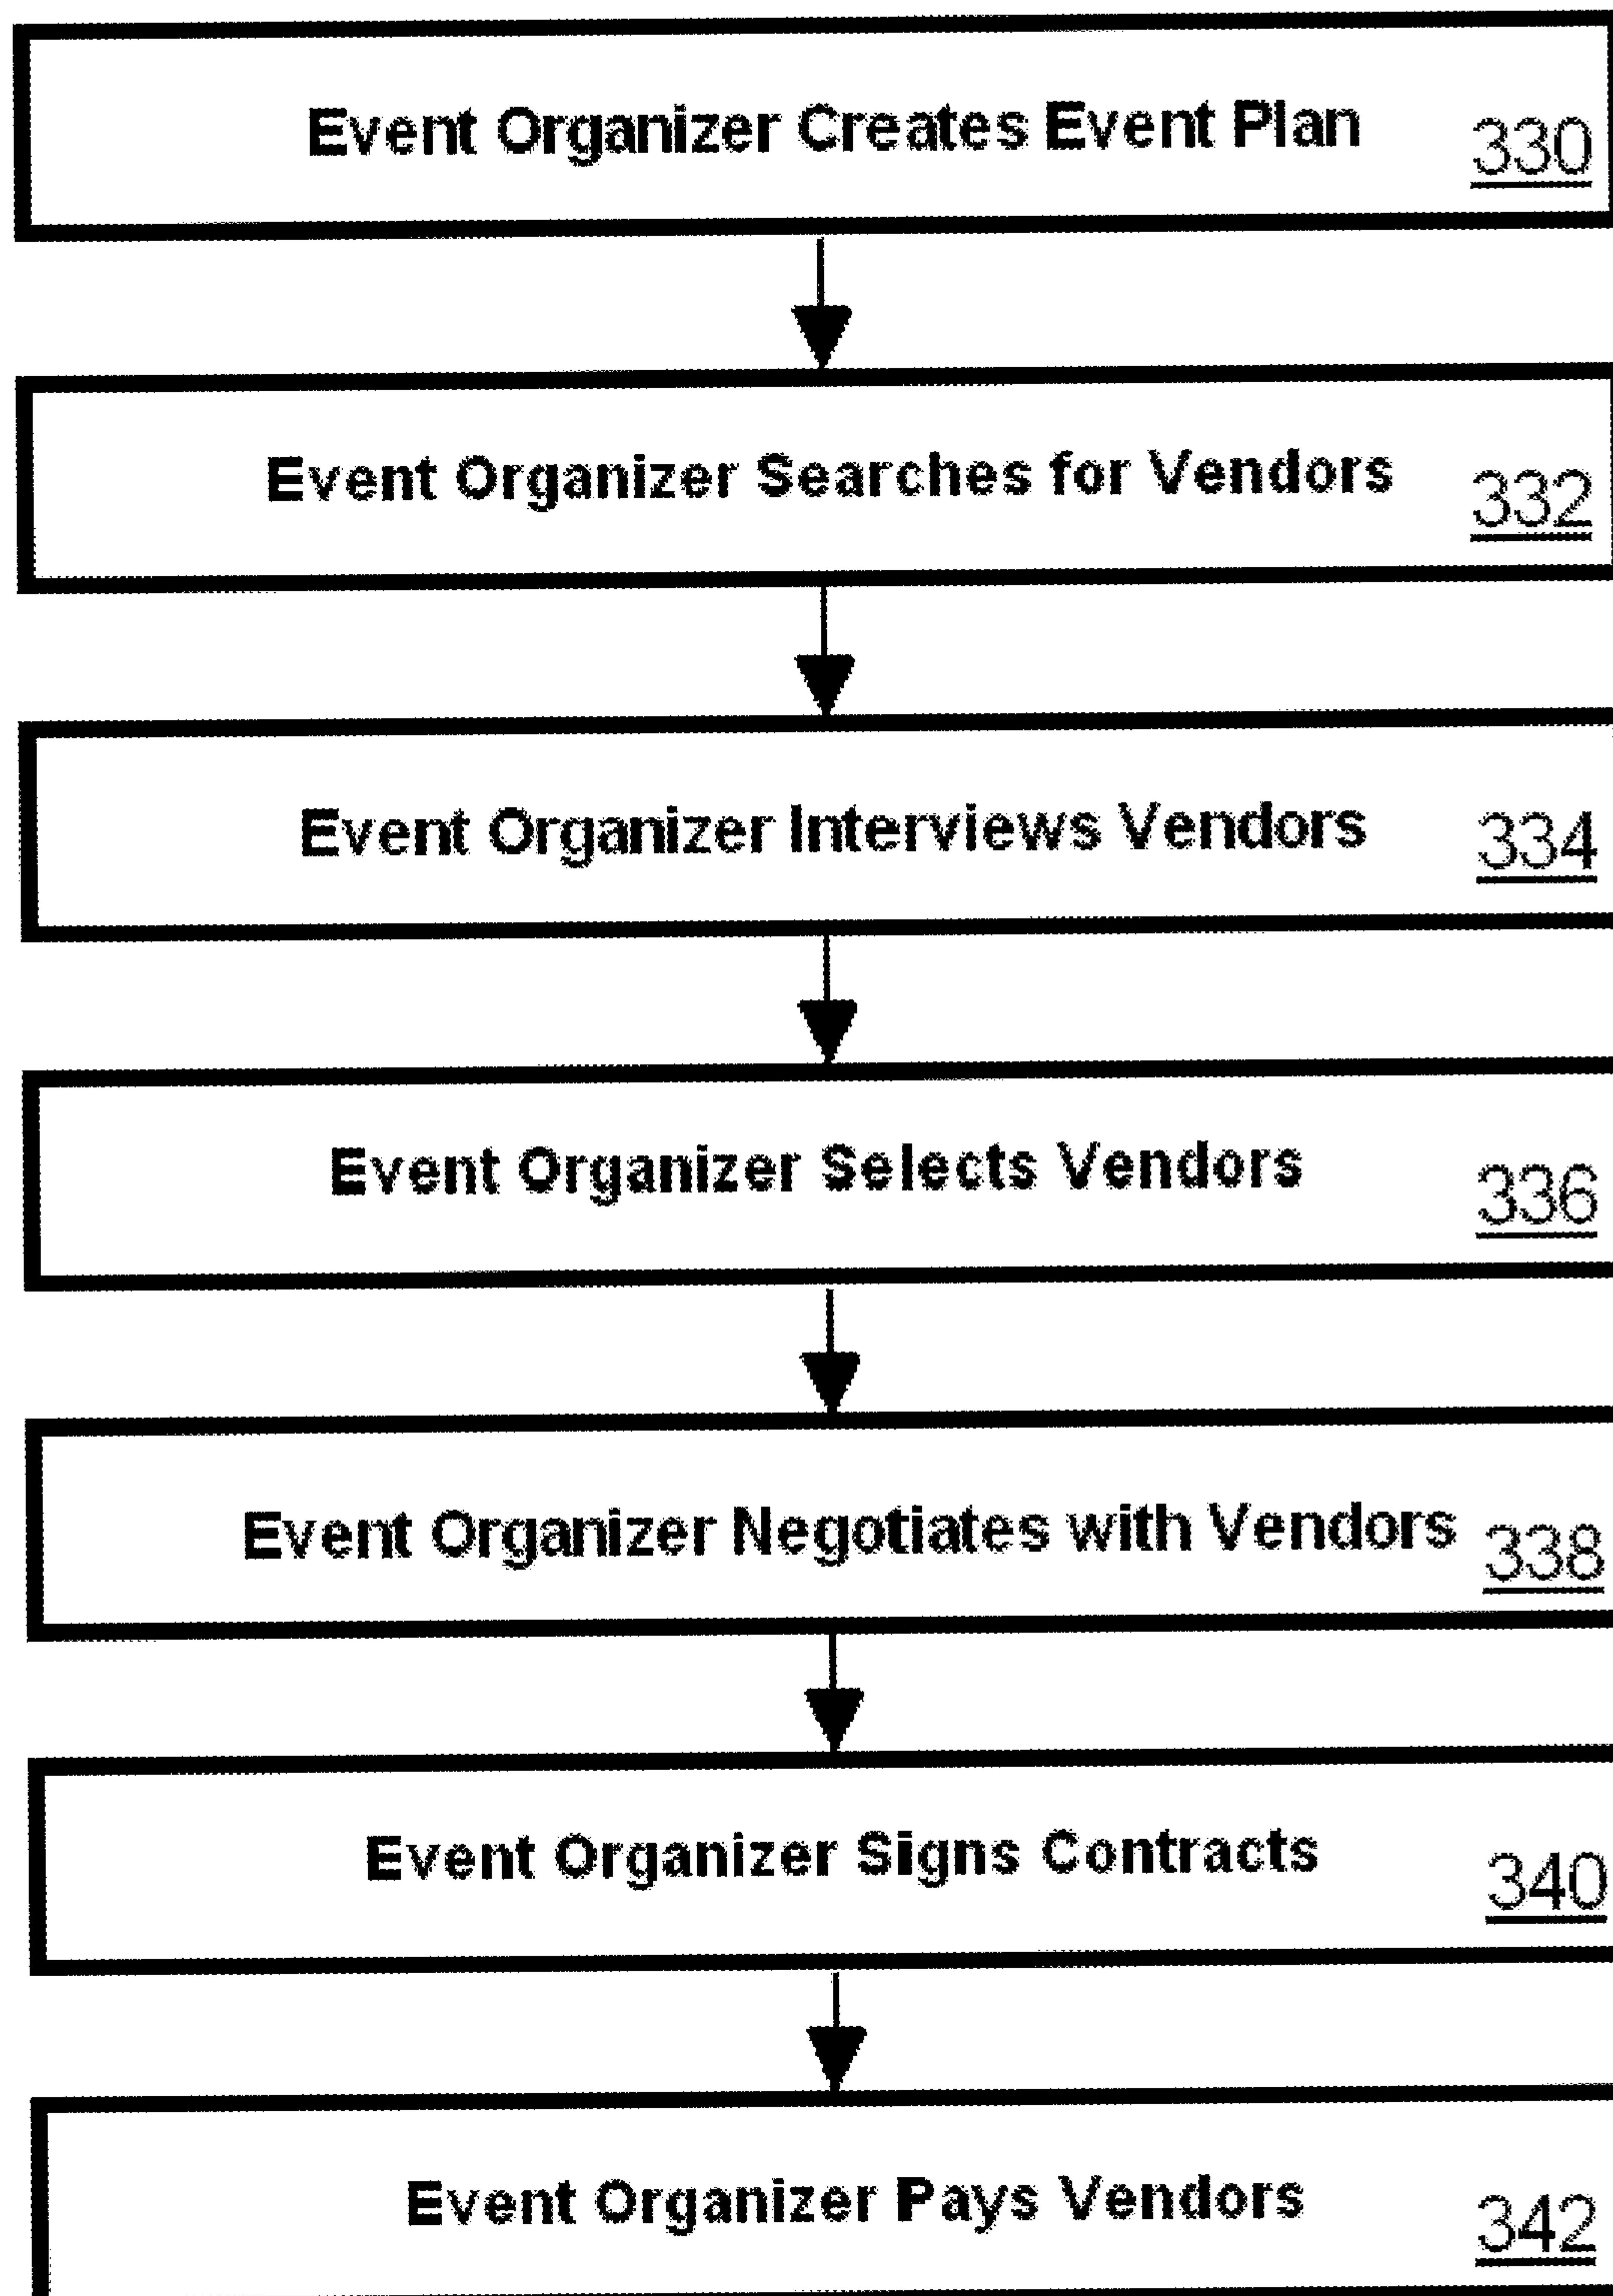 Event Organizer Creates Event Plan 330
Event Organizer Searches for Vendors 332
Event Organizer Interviews Vendors 334
Event Organizer Selects Vendors 336
Event Organizer Negotiates with Vendors 338
Event Organizer Signs Contracts 340
Event Organizer Pays Vendors 342